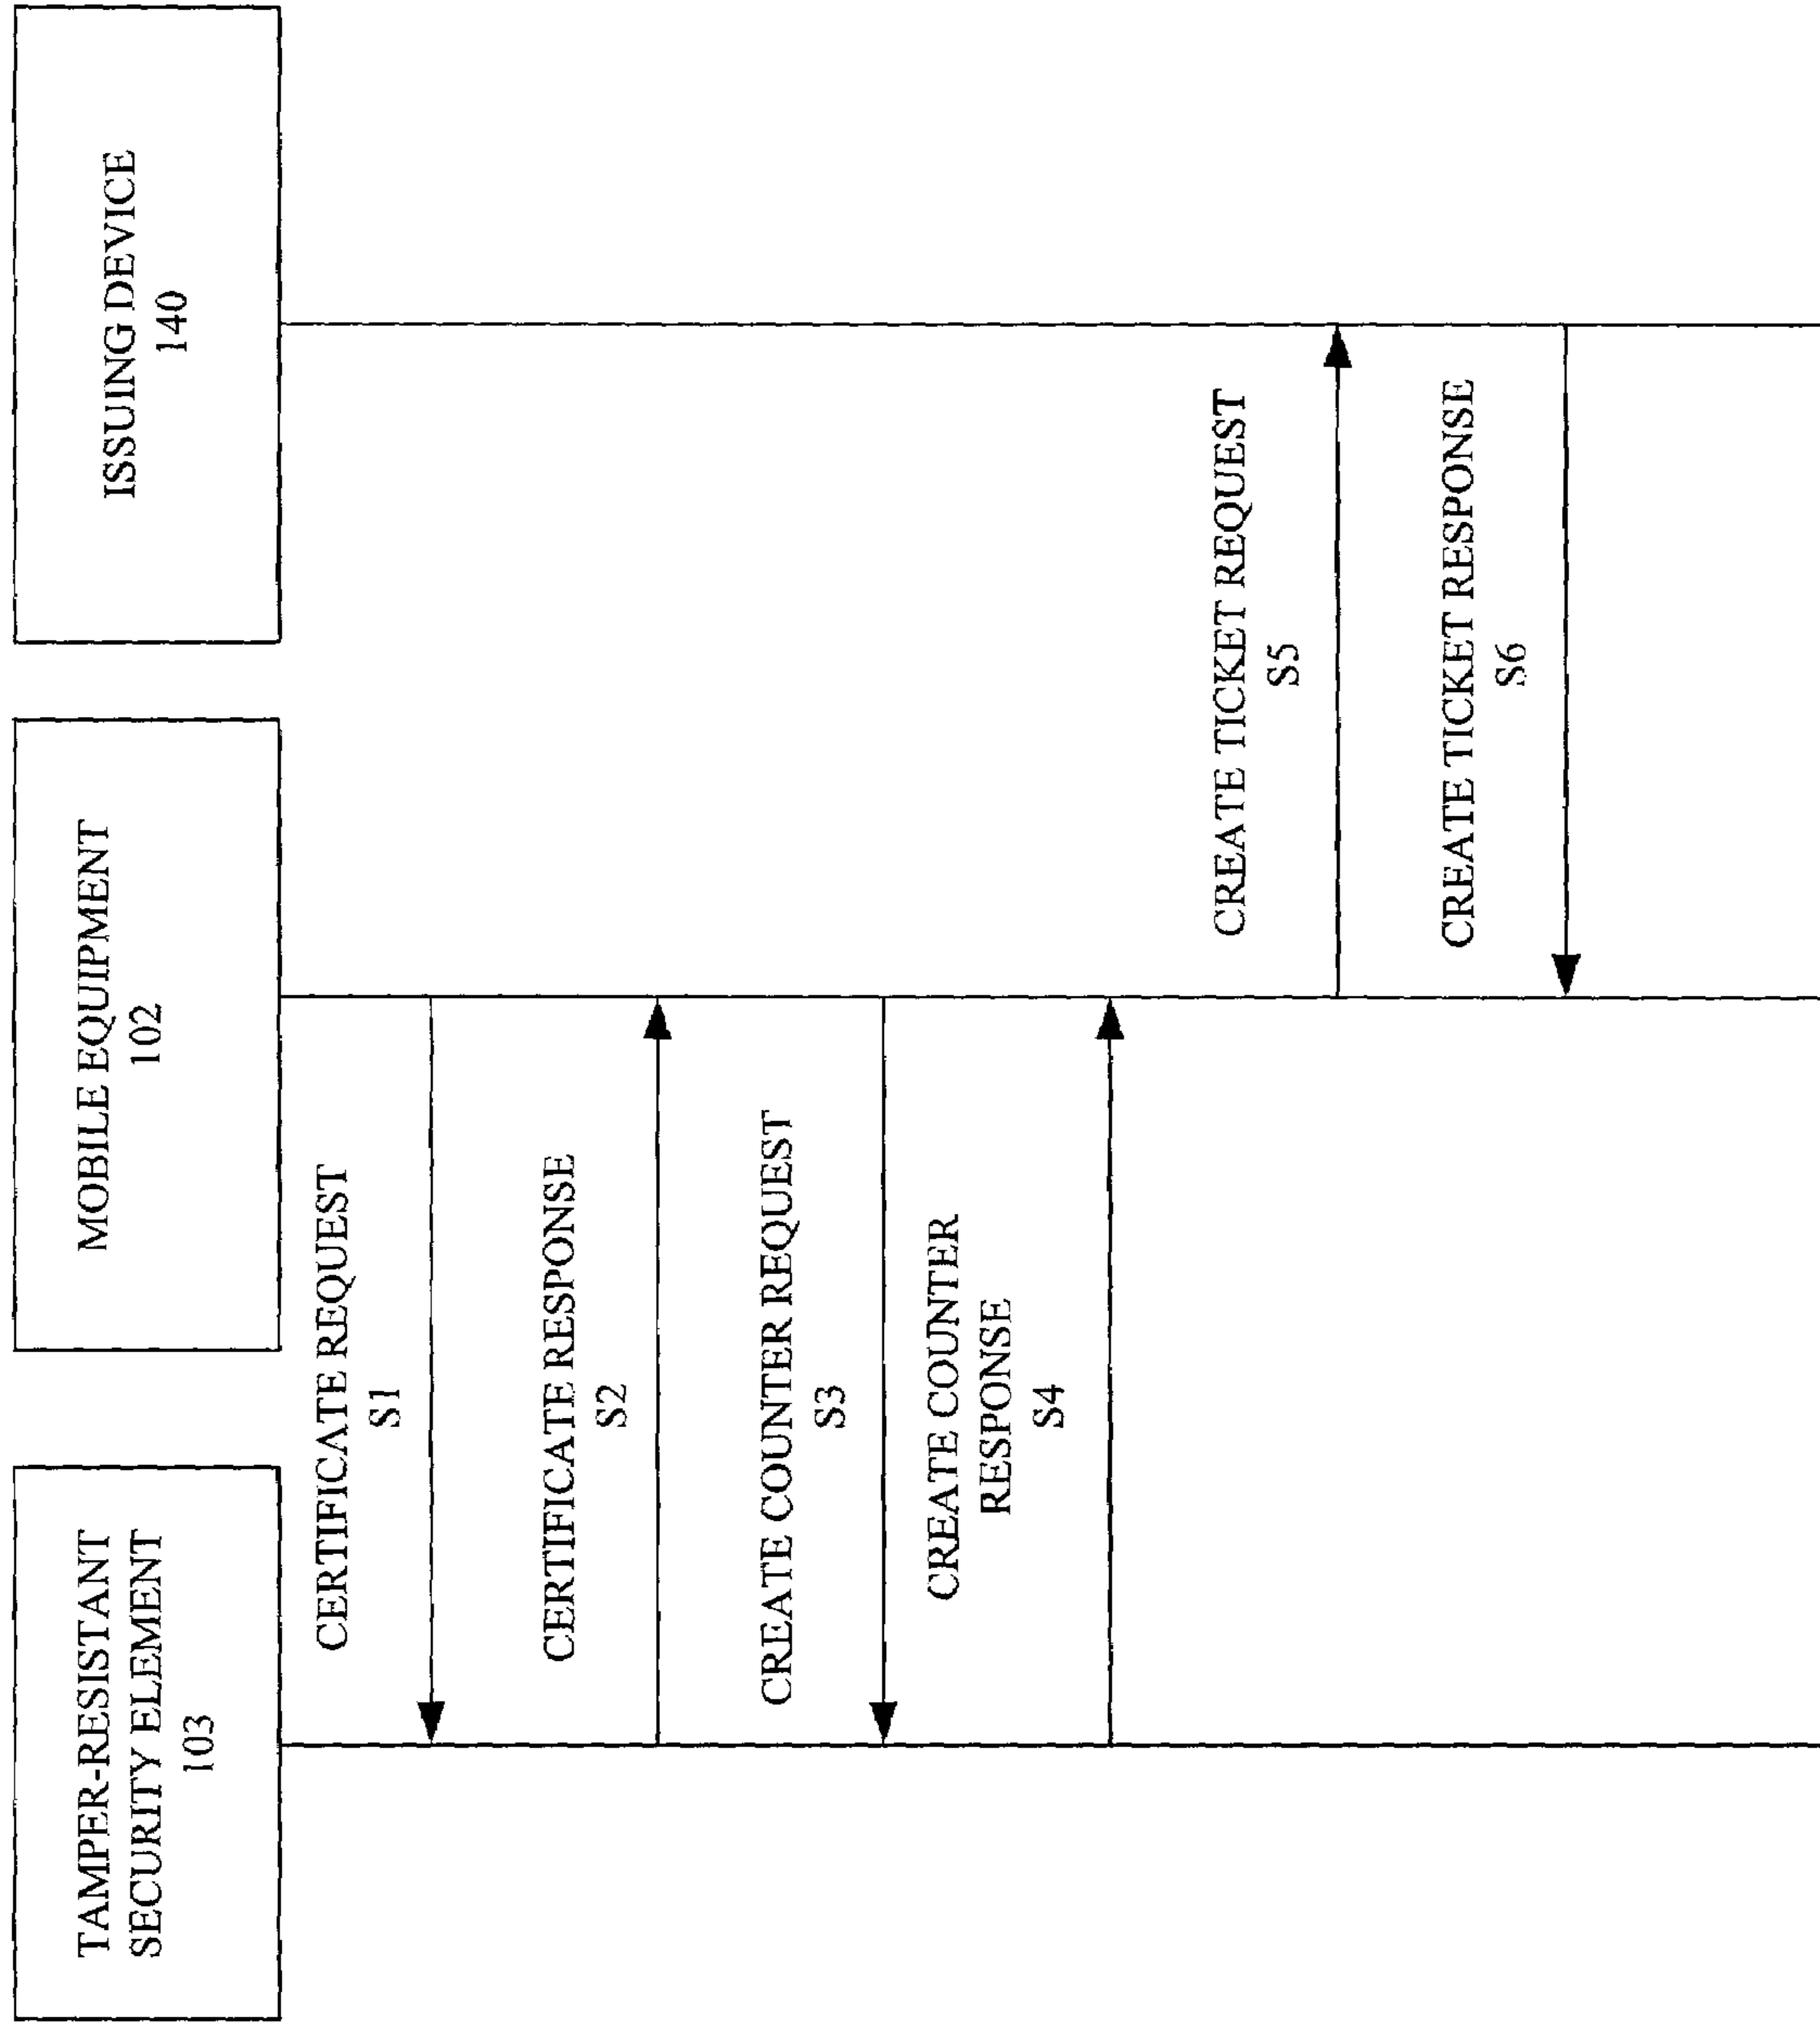 TAMPER-RESISTANT
SECURITY ELEMENT
103
MOBILE EQUIPMENT
102
ISSUING DEVICE
140
CERTIFICATE REQUEST
S1
CERTIFICATE RESPONSE
S2
CREATE COUNTER REQUEST
S3
CREATE COUNTER
RESPONSE
S4
CREATE TICKET REQUEST
S5
CREATE TICKET RESPONSE
S6